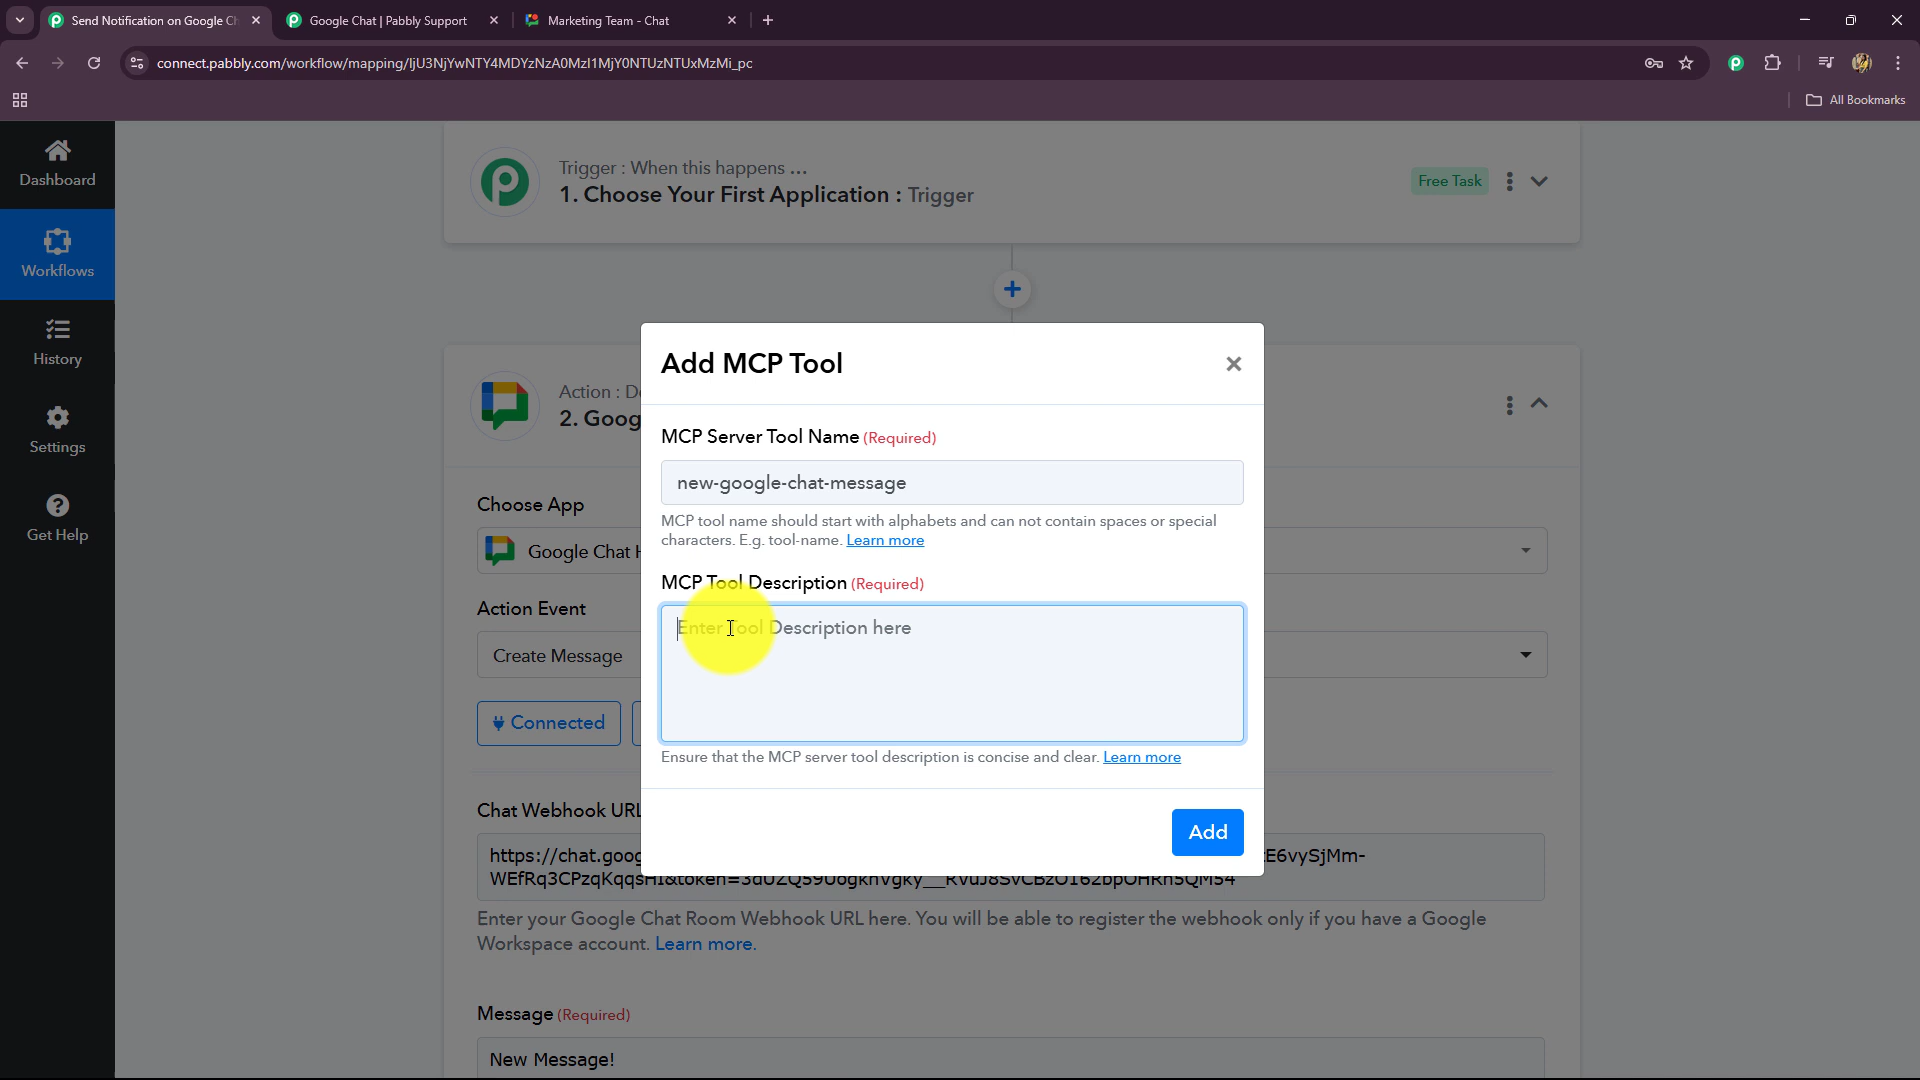 Send Notification on Google C
Google Chat | Pabbly Support
Marketing Team - Chat
connect.pabbly.com/workflow/mapping/IjU3NjYwNTY4MDYzNzA0MzI1MjY0NTUzNTUxMzMi_pc
All Bookmarks
Dashboard
Workflows
History
Settings
Get Help
Trigger : When this happens ...
1. Choose Your First Application : Trigger
Free Task
Action : D
2. Goog
Choose App
Google Chat
Action Event
Create Message
Connected
Chat Webhook URL
https://chat.goog
E6vySjMm-
Enter your Google Chat Room Webhook URL here. You will be able to register the webhook only if you have a Google
Workspace account. Learn more.
Message (Required)
New Message!
Add MCP Tool
MCP Server Tool Name (Required)
new-google-chat-message
MCP tool name should start with alphabets and can not contain spaces or special
characters. E.g. tool-name. Learn more
MCP Tool Description (Required)
Enter Tool Description here
Ensure that the MCP server tool description is concise and clear. Learn more
Add